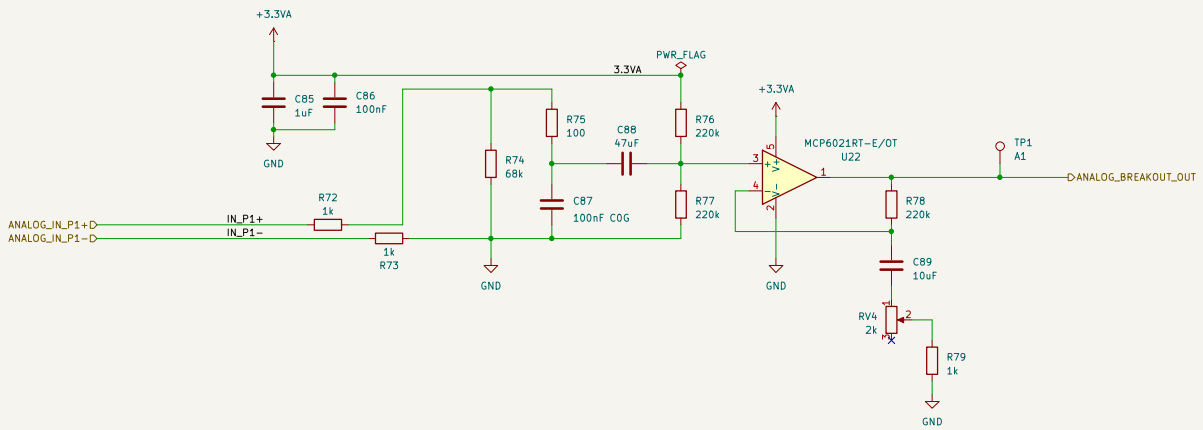 +3.3VA
PWR_FLAG
3.3VA
+3.3VA
C85
1uF
C86
100nF
R75
100
C88
47uF
R76
220k
MCP6021RT-E/OT
U22
TP1
A1
GND
R74
68k
3
+
5
V+
1
4
-
V-
2
ANALOG_BREAKOUT_OUT
R72
1k
C87
100nF C0G
R77
220k
R78
220k
ANALOG_IN_P1+
IN_P1+
ANALOG_IN_P1-
IN_P1-
1k
R73
GND
GND
C89
10uF
RV4
2k
1
2
3
R79
1k
GND